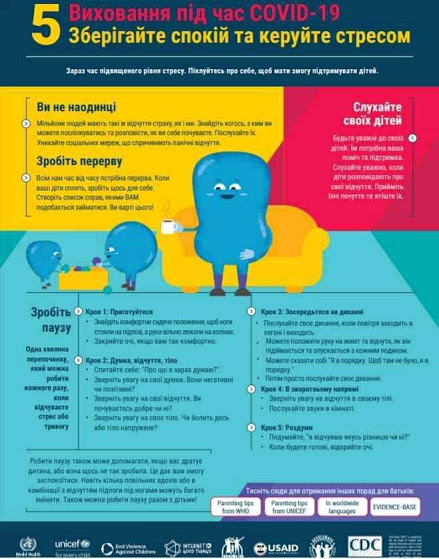 5
Виховання під час COVID-19
Зберігайте спокій та керуйте стресом
Зараз час підвищеного рівня стресу. Піклуйтесь про себе, щоб мати змогу підтримувати дітей.
Ви не наодинці
Мільйони людей мають такі ж відчуття страху, як і ми. Знайдіть когось, з ким ви
можете поспілкуватись та розповісти, як ви себе почуваєте. Послухайте їх.
Уникайте соціальних мереж, що спричиняють панічні відчуття.
Зробіть перерву
Всім нам час від часу потрібна перерва. Коли
ваші діти сплять, зробіть щось для себе.
Створіть список справ, якими ВАМ
подобається займатися. Ви варті цього!
Слухайте
своїх дітей
Будьте уважні до своїх
дітей. Їм потрібна ваша
поміч та підтримка.
Слухайте уважно, коли
діти розповідають про
свої відчуття. Прийміть
їхні почуття та втіште їх.
Зробіть
паузу
Одна хвилина
перепочинку,
який можна
робити
кожного разу,
коли
відчуваєте
стрес або
тривогу
Крок 1: Приготуйтеся
Знайдіть комфортне сидяче положення, щоб ноги
стояли на підлозі, а руки вільно лежали на колінах.
Закрийте очі, якщо вам так комфортно.
Крок 2: Думка, відчуття, тіло
Спитайте себе: "Про що я зараз думаю?"
Зверніть увагу на свої думки. Вони негативні
чи позитивні?
Зверніть увагу на свої відчуття. Ви
почуваєтесь добре чи ні?
Зверніть увагу на своє тіло. Чи болить десь
або тіло напружене?
Крок 3: Зосередьтеся на диханні
Послухайте своє дихання, коли повітря заходить в
легені і виходить.
Можете положити руку на живіт та відчути, як він
підіймається та опускається з кожним подихом.
Можете сказати собі "Я в порядку. Щоб там не було, я в
порядку."
Потім просто послухайте своє дихання.
Крок 4: В зворотньому напрямі
Зверніть увагу на відчуття в своєму тілі.
Послухайте звуки в кімнаті.
Крок 5: Роздуми
Подумайте, "я відчуваю якусь різницю чи ні?"
Коли будете готові, відкрийте очі.
Робити паузу також може допомагати, якщо вас дратує
дитина, або вона щось не так зробила. Це дає вам змогу
заспокоїтися. Навіть кілька повільних вдохів або в
комбінації з відчуттям підлоги під ногами можуть багато
змінити. Також можна робити паузу разом з дітьми!
Тисніть сюди для отримання інших порад для батьків:
Parenting tips
from WHO
Parenting tips
from UNICEF
In worldwide
languages
EVIDENCE-BASE
World Health
unicef
for every child
End Violence
Against Children
INTERNET OF
GOOD THINGS
USAID
CDC